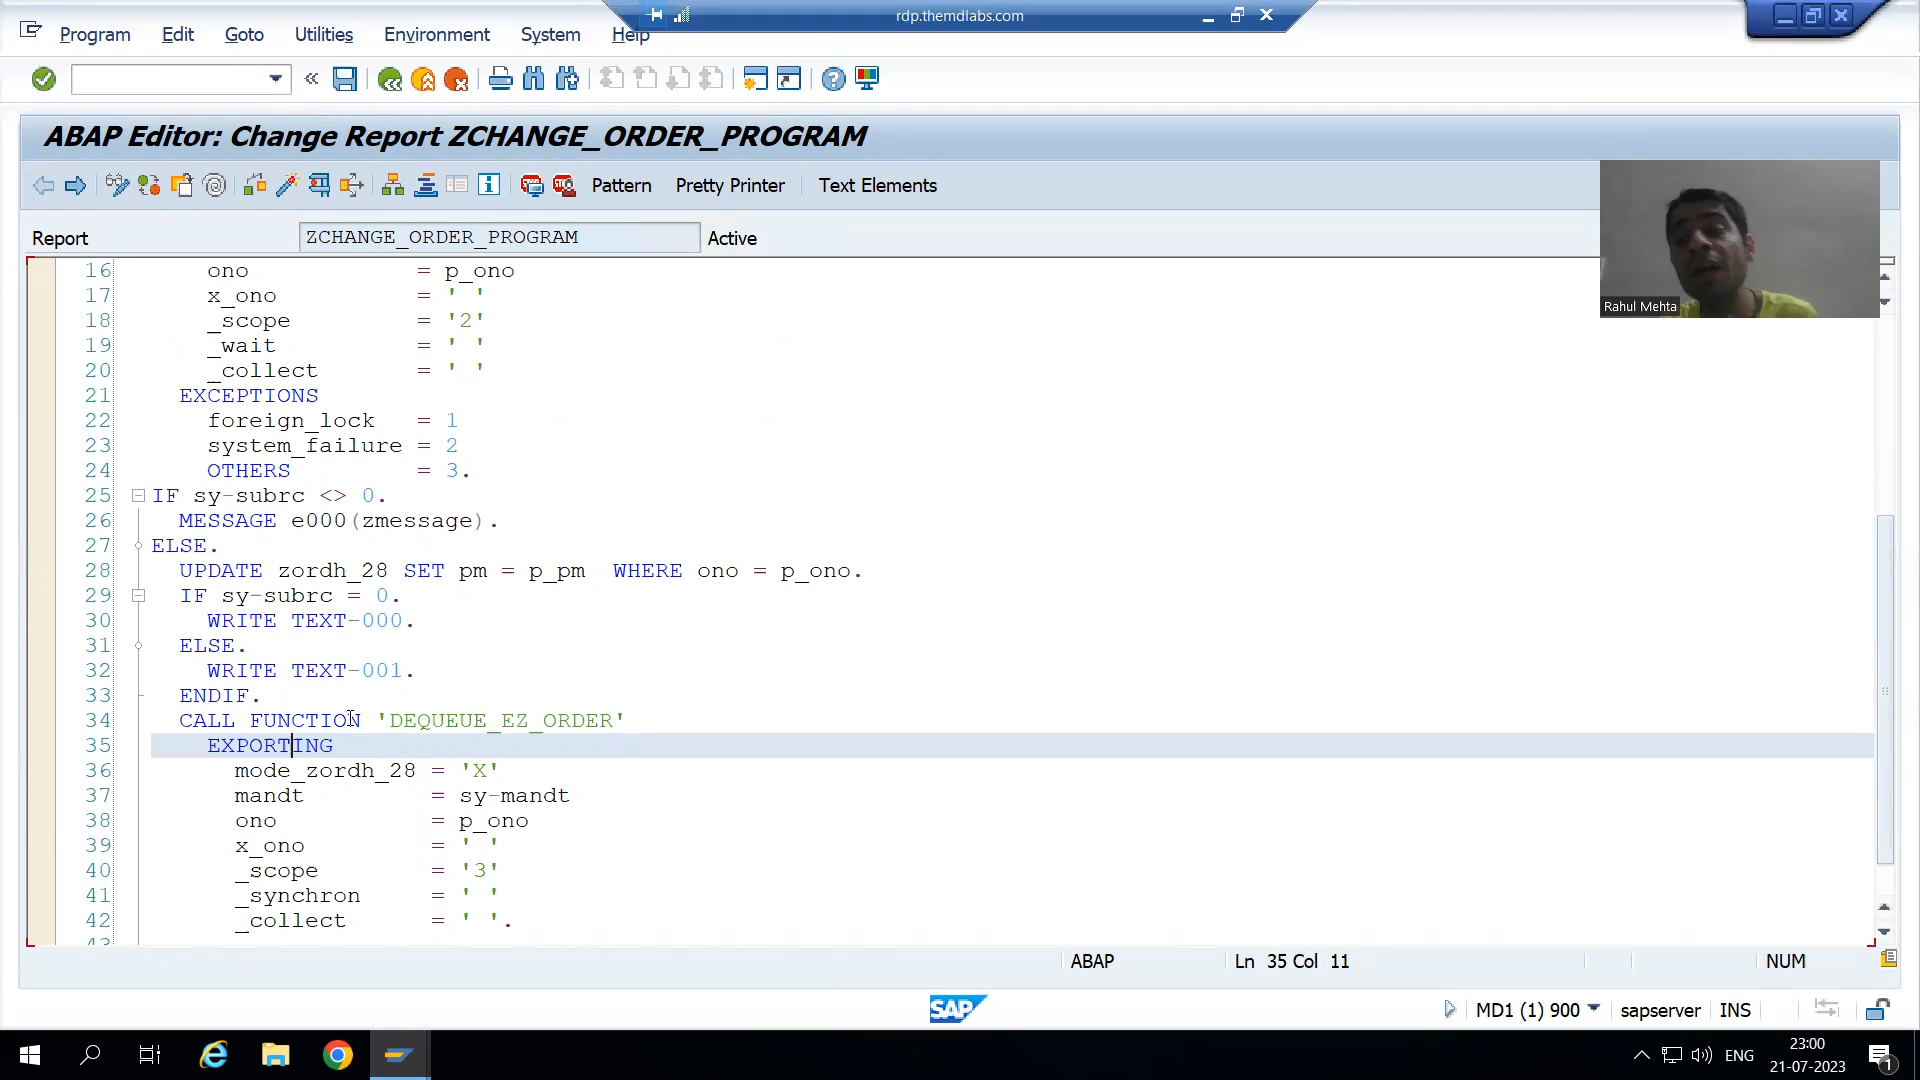 rdp.themdlabs.com
Program Edit Goto Utilities Environment System Help
ABAP Editor: Change Report ZCHANGE_ORDER_PROGRAM
Pattern Pretty Printer Text Elements
Report ZCHANGE_ORDER_PROGRAM Active
Rahul Mehta
16 ono = p_ono
17 x_ono = ' '
18 _scope = '2'
19 _wait = ' '
20 _collect = ' '
21 EXCEPTIONS
22 foreign_lock = 1
23 system_failure = 2
24 OTHERS = 3.
25 IF sy-subrc <> 0.
26 MESSAGE e000(zmessage).
27 ELSE.
28 UPDATE zordh_28 SET pm = p_pm WHERE ono = p_ono.
29 IF sy-subrc = 0.
30 WRITE TEXT-000.
31 ELSE.
32 WRITE TEXT-001.
33 ENDIF.
34 CALL FUNCTION 'DEQUEUE_EZ_ORDER'
35 EXPORTING
36 mode_zordh_28 = 'X'
37 mandt = sy-mandt
38 ono = p_ono
39 x_ono = ' '
40 _scope = '3'
41 _synchron = ' '
42 _collect = ' '.
43
ABAP Ln 35 Col 11 NUM
SAP MD1 (1) 900 sapserver INS
ENG 23:00
21-07-2023
1